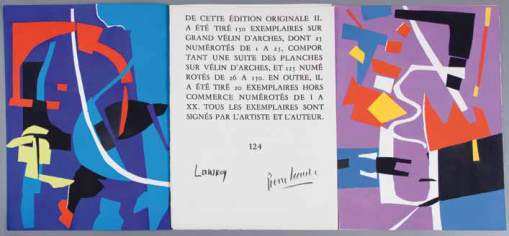 DE CETTE ÉDITION ORIGINALE IL
A ÉTÉ TIRÉ 150 EXEMPLAIRES SUR
GRAND VÉLIN D'ARCHES, DONT 25
NUMÉROTÉS DE 1 A 25, COMPOR
TANT UNE SUITE DES PLANCHES
SUR VÉLIN D'ARCHES, ET 125 NUMÉ
ROTÉS DE 26 A 150. EN OUTRE, IL
A ÉTÉ TIRÉ 20 EXEMPLAIRES HORS
COMMERCE NUMÉROTÉS DE I A
XX. TOUS LES EXEMPLAIRES SONT
SIGNÉS PAR L'ARTISTE ET L'AUTEUR.
124
Lanskoy